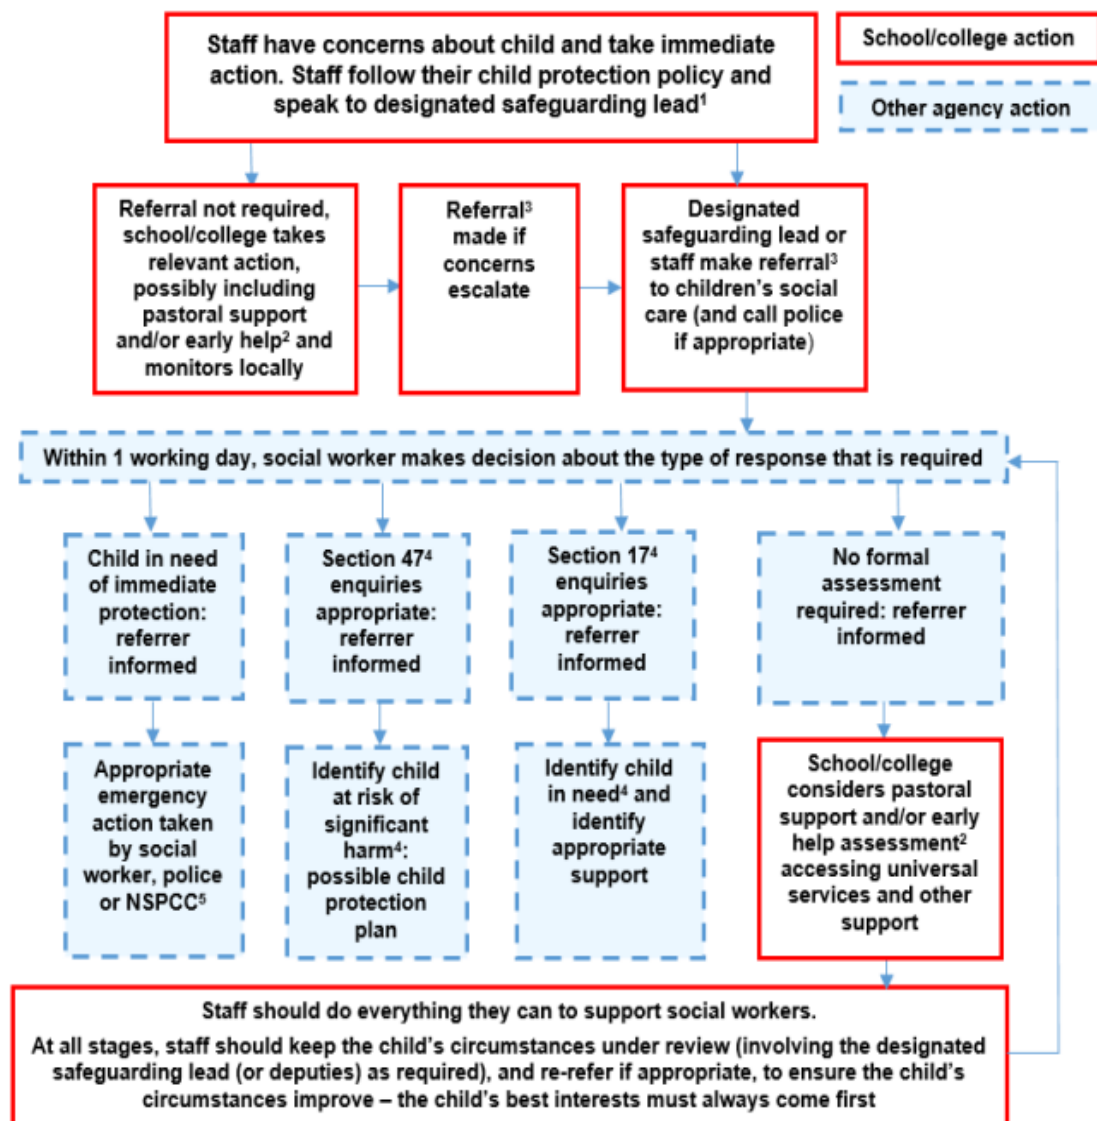 Staff have concerns about child and take immediate
action. Staff follow their child protection policy and
speak to designated safeguarding lead¹
School/college action
Other agency action
Referral not required,
school/college takes
relevant action,
possibly including
pastoral support
and/or early help² and
monitors locally
Referral³
made if
concerns
escalate
Designated
safeguarding lead or
staff make referral³
to children's social
care (and call police
if appropriate)
Within 1 working day, social worker makes decision about the type of response that is required
Child in need
of immediate
protection:
referrer
informed
Section 47⁴
enquiries
appropriate:
referrer
informed
Section 17⁴
enquiries
appropriate:
referrer
informed
No formal
assessment
required: referrer
informed
Appropriate
emergency
action taken
by social
worker, police
or NSPCC⁵
Identify child
at risk of
significant
harm⁴:
possible child
protection
plan
Identify child
in need⁴ and
identify
appropriate
support
School/college
considers pastoral
support and/or early
help assessment²
accessing universal
services and other
support
Staff should do everything they can to support social workers.
At all stages, staff should keep the child's circumstances under review (involving the designated
safeguarding lead (or deputies) as required), and re-refer if appropriate, to ensure the child's
circumstances improve – the child's best interests must always come first